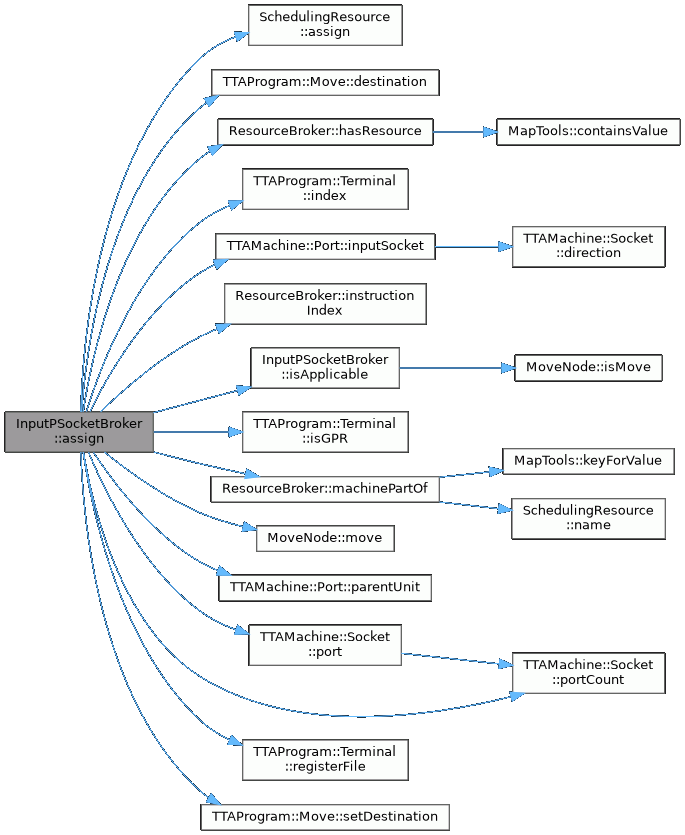 SchedulingResource
::assign
TTAProgram::Move::destination
ResourceBroker::hasResource
MapTools::containsValue
TTAProgram::Terminal
::index
TTAMachine::Port::inputSocket
TTAMachine::Socket
::direction
ResourceBroker::instruction
Index
InputPSocketBroker
::isApplicable
MoveNode::isMove
InputPSocketBroker
::assign
TTAProgram::Terminal
::isGPR
MapTools::keyForValue
ResourceBroker::machinePartOf
SchedulingResource
::name
MoveNode::move
TTAMachine::Port::parentUnit
TTAMachine::Socket
::port
TTAMachine::Socket
::portCount
TTAProgram::Terminal
::registerFile
TTAProgram::Move::setDestination